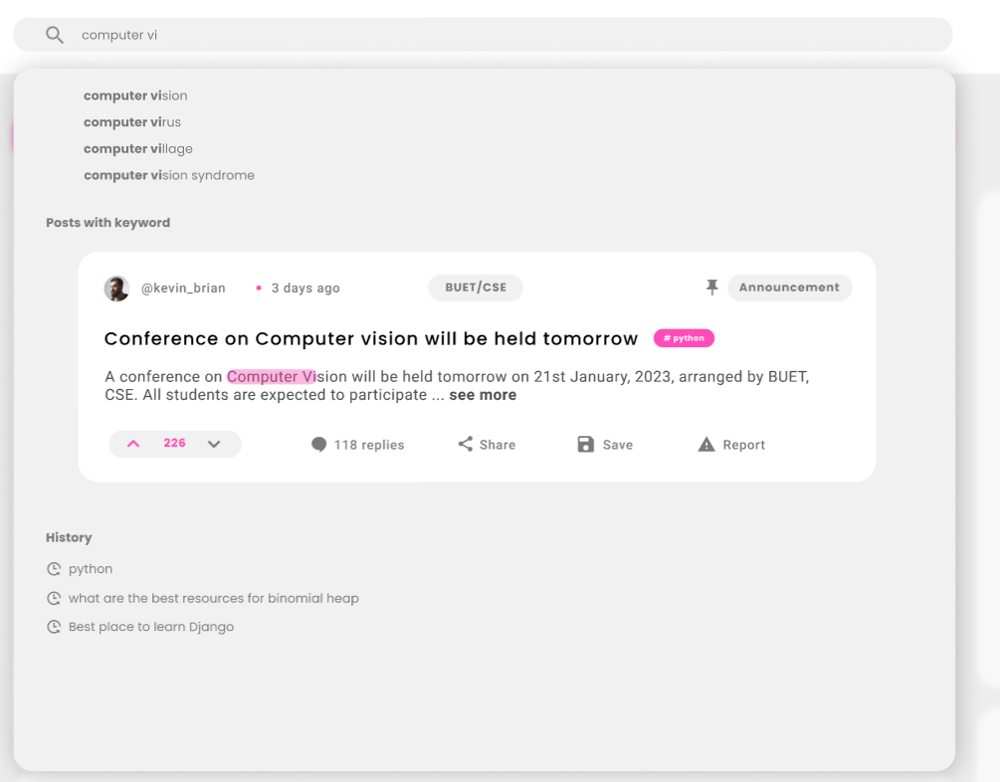 computer vi
computer vision
computer virus
computer village
computer vision syndrome
Posts with keyword
@kevin_brian • 3 days ago BUET/CSE Announcement
Conference on Computer vision will be held tomorrow # python
A conference on Computer Vision will be held tomorrow on 21st January, 2023, arranged by BUET,
CSE. All students are expected to participate ... see more
226 118 replies Share Save Report
History
python
what are the best resources for binomial heap
Best place to learn Django